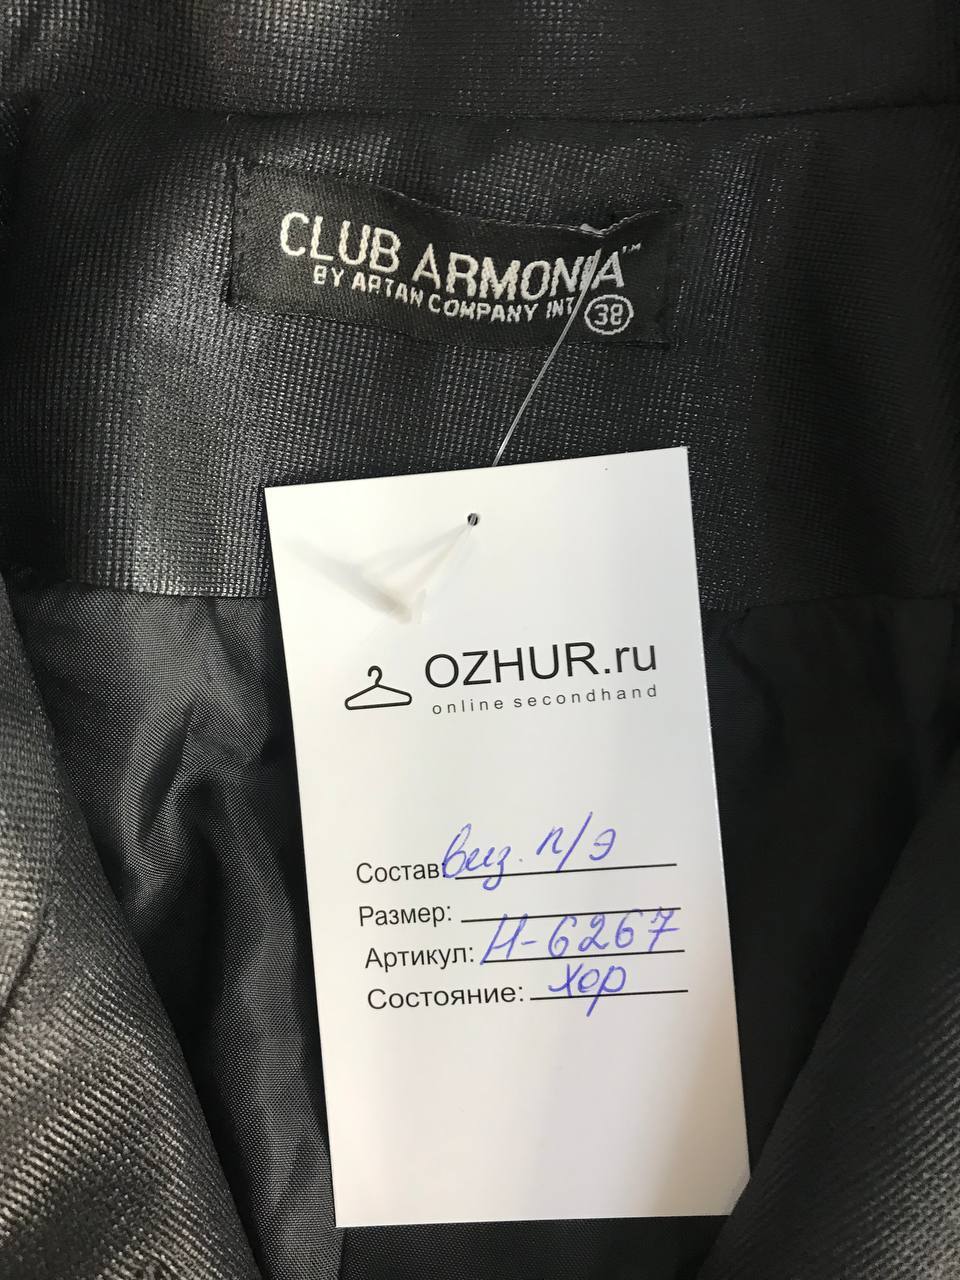 CLUB ARMONIA™
BY ARTAN COMPANY INT 38
OZHUR.ru
online secondhand
Состав: виз. п/э
Размер:
Артикул: Н-6267
Состояние: хор